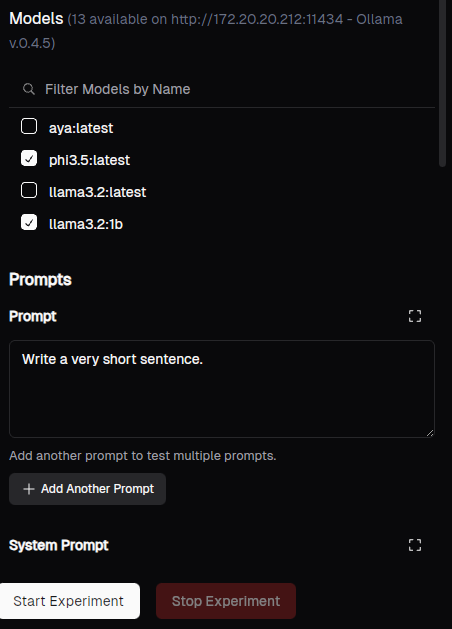 Models (13 available on http://172.20.20.212:11434 - Ollama
v.0.4.5)
Filter Models by Name
aya:latest
phi3.5:latest
llama3.2:latest
llama3.2:1b
Prompts
Prompt
Write a very short sentence.
Add another prompt to test multiple prompts.
Add Another Prompt
System Prompt
Start Experiment Stop Experiment